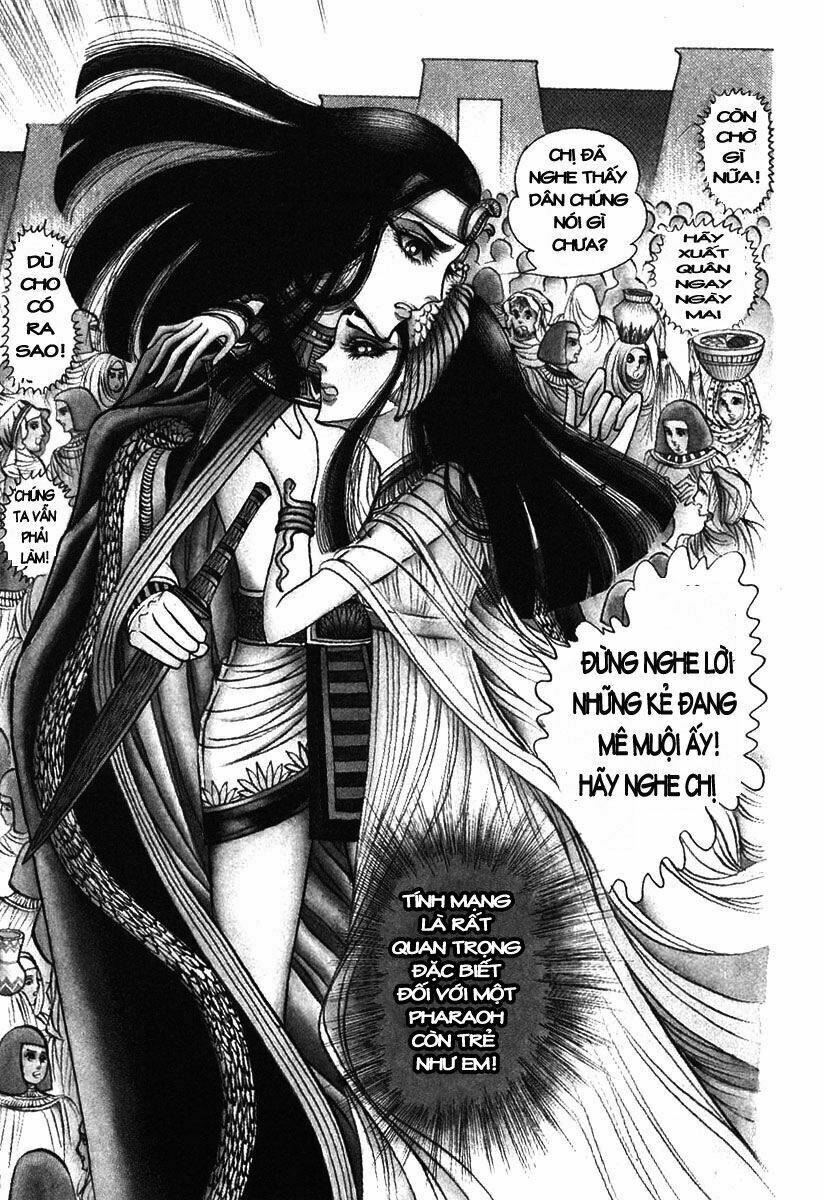 CÒN
CHỜ
GÌ
NỮA!
HÃY
XUẤT
QUÂN
NGAY
NGÀY
MAI
CHỊ ĐÃ
NGHE THẤY
DÂN CHÚNG
NÓI GÌ
CHƯA?
DÙ
CHO
CÓ
RA
SAO!
CHÚNG
TA VẪN
PHẢI
LÀM!
ĐỪNG NGHE LỜI
NHỮNG KẺ ĐANG
MÊ MUỘI ẤY!
HÃY NGHE CHỊ
TÍNH MẠNG
LÀ RẤT
QUAN TRỌNG
ĐẶC BIẾT
ĐỐI VỚI MỘT
PHARAOH
CÒN TRẺ
NHƯ EM!